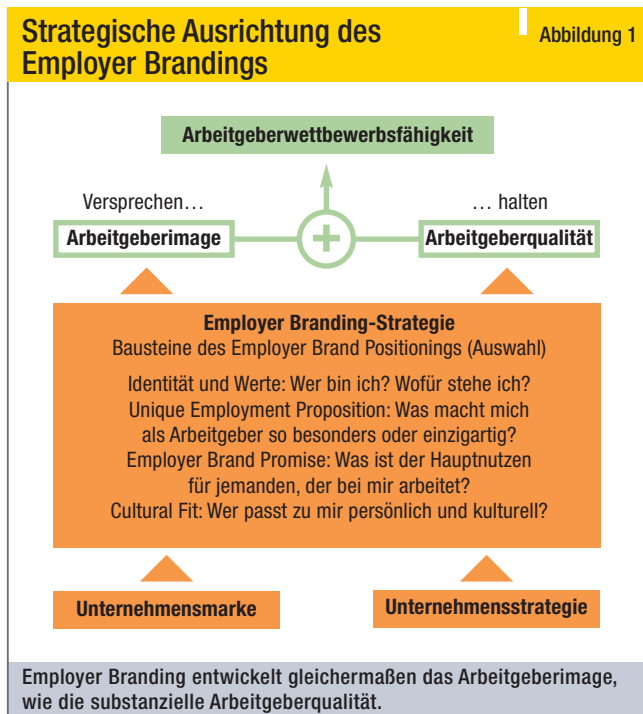 Strategische Ausrichtung des
Employer Brandings
Abbildung 1
Arbeitgeberwettbewerbsfähigkeit
Versprechen…
… halten
Arbeitgeberimage
Arbeitgeberqualität
Employer Branding-Strategie
Bausteine des Employer Brand Positionings (Auswahl)
Identität und Werte: Wer bin ich? Wofür stehe ich?
Unique Employment Proposition: Was macht mich
als Arbeitgeber so besonders oder einzigartig?
Employer Brand Promise: Was ist der Hauptnutzen
für jemanden, der bei mir arbeitet?
Cultural Fit: Wer passt zu mir persönlich und kulturell?
Unternehmensmarke
Unternehmensstrategie
Employer Branding entwickelt gleichermaßen das Arbeitgeberimage,
wie die substanzielle Arbeitgeberqualität.